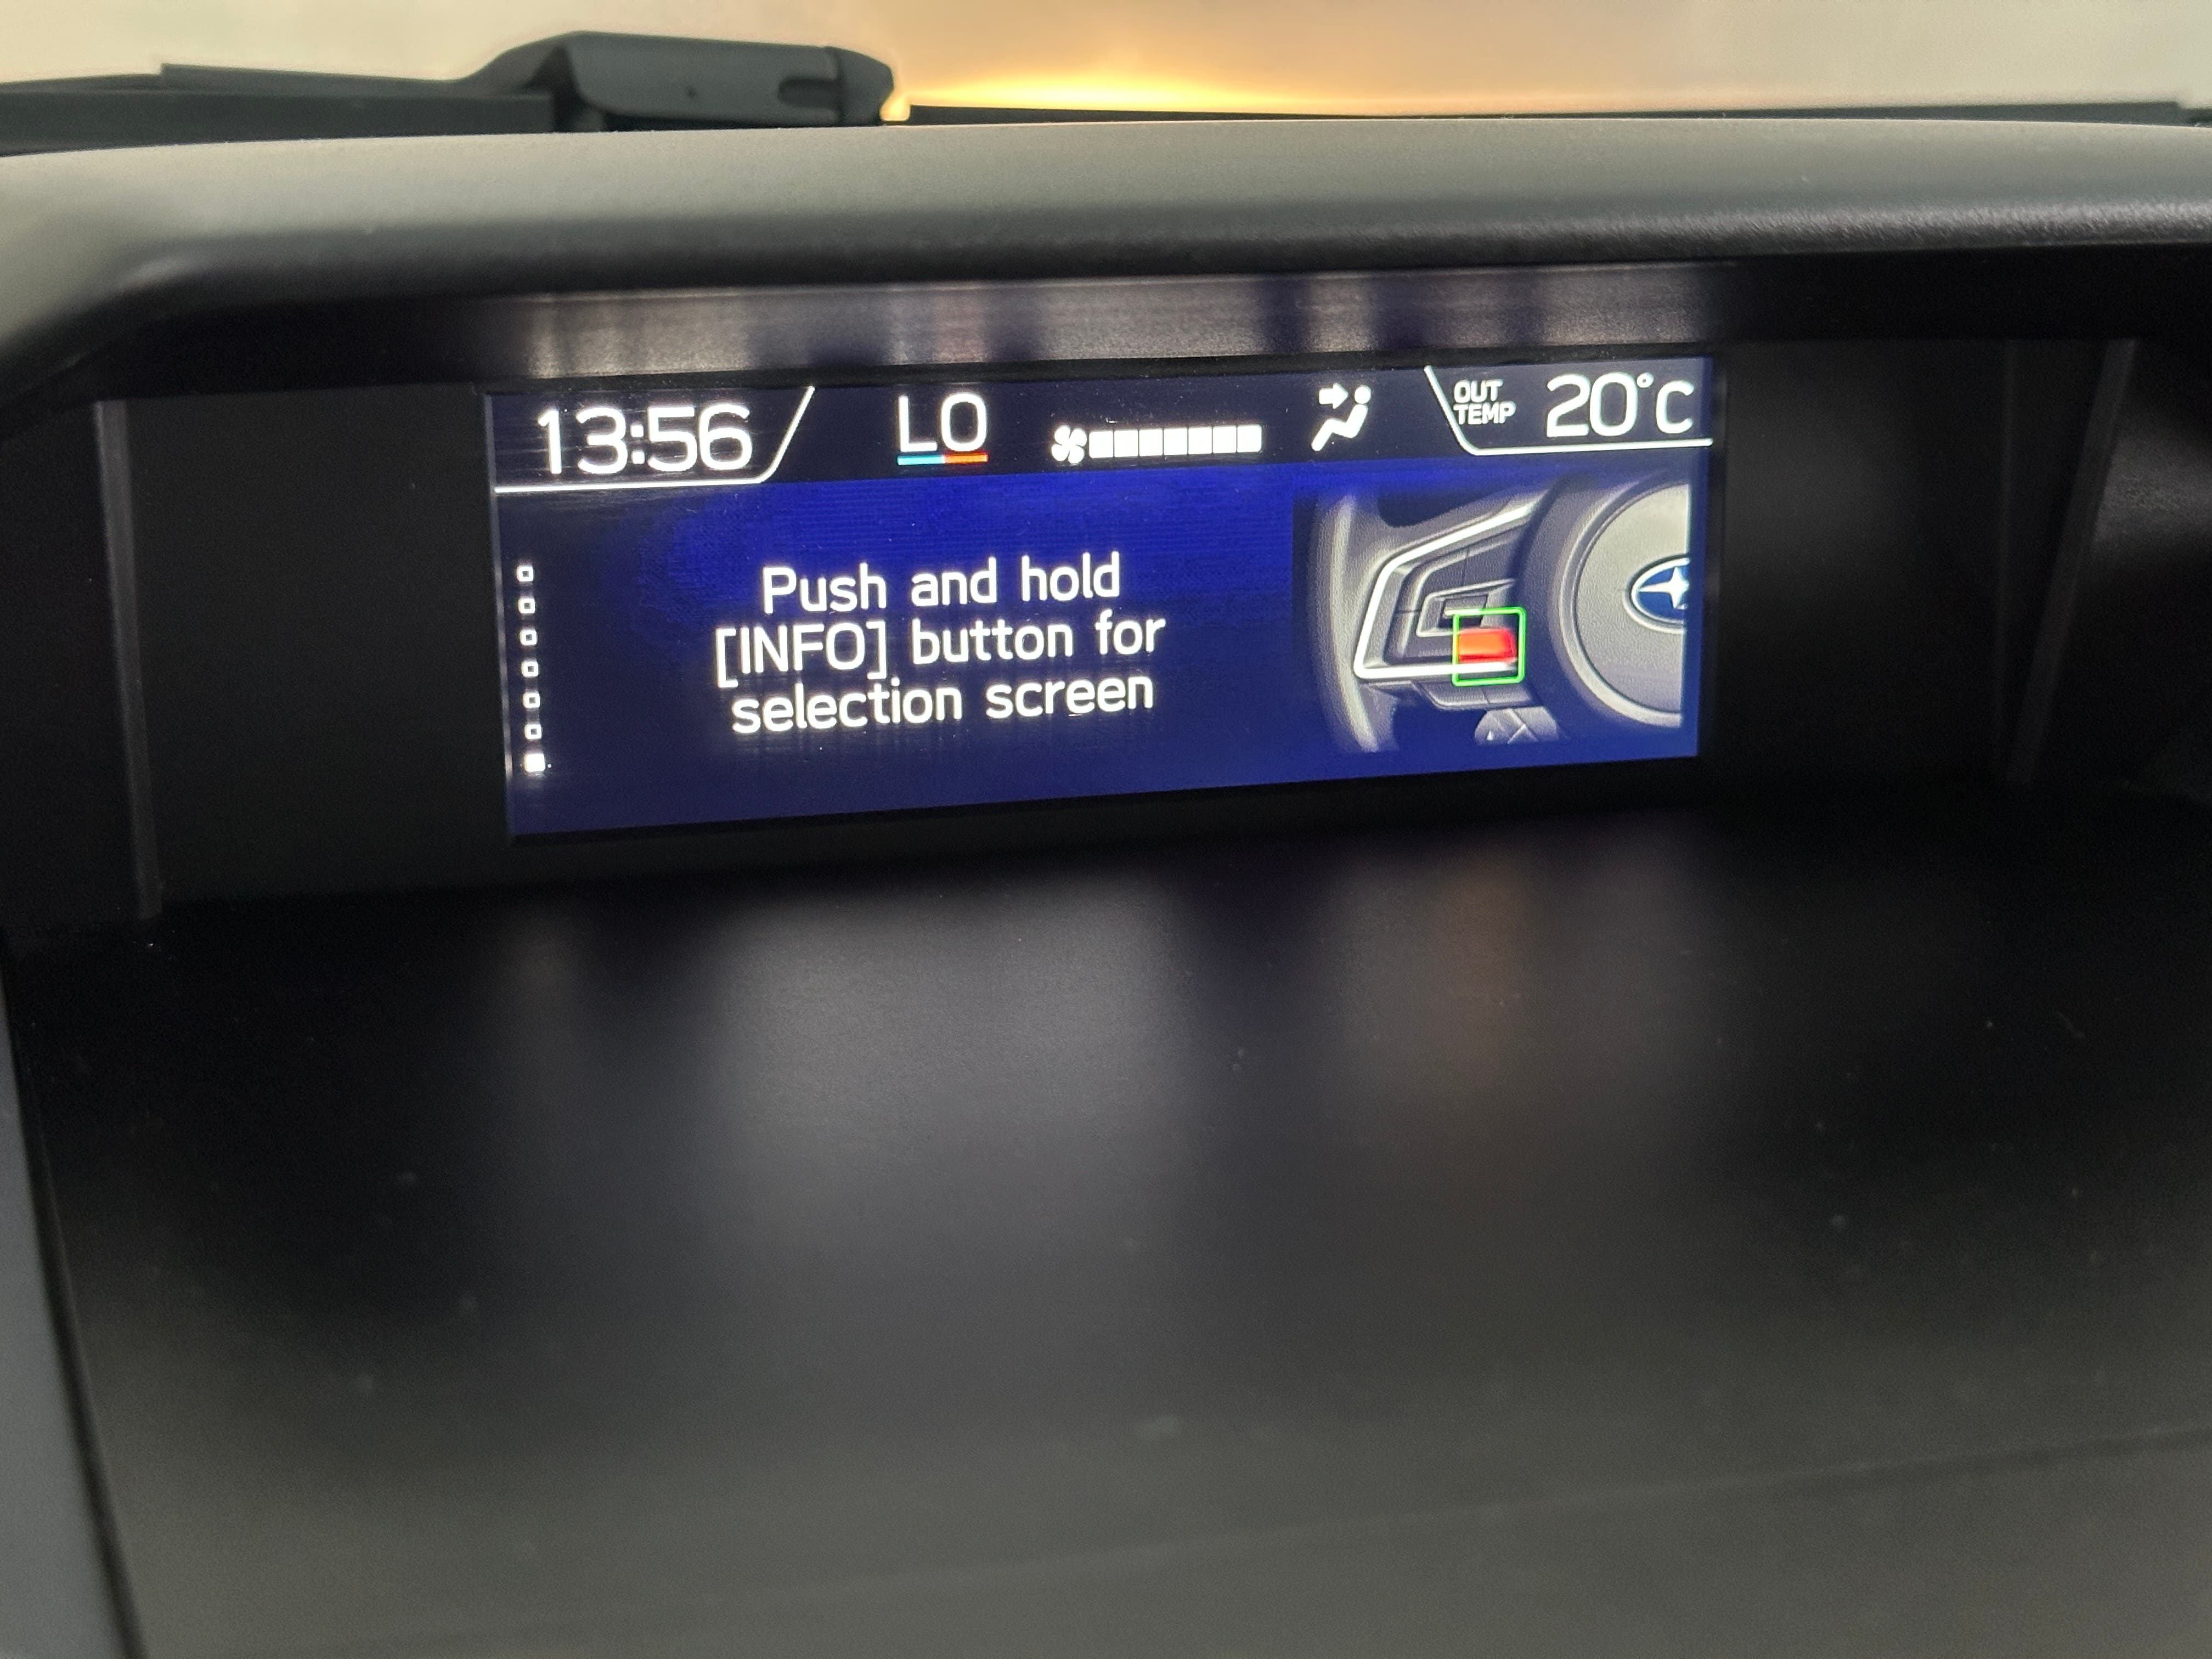 13:56
LO
OUT
TEMP 20°C
Push and hold
[INFO] button for
selection screen